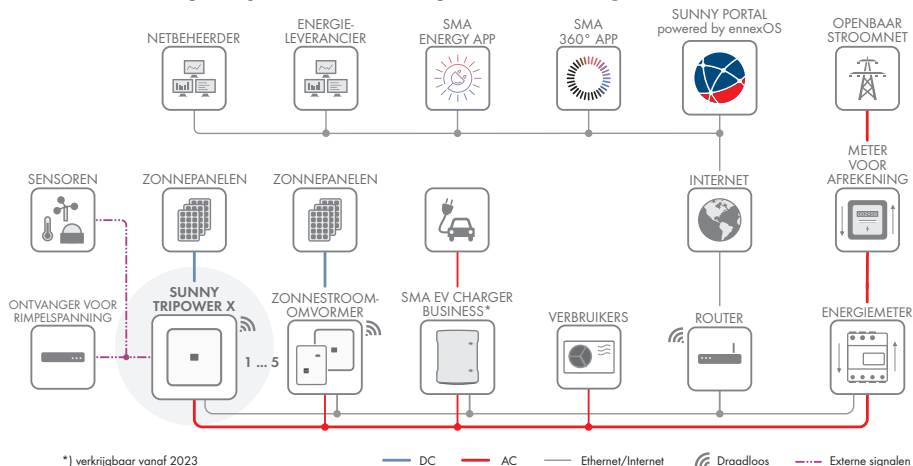 NETBEHEERDER
ENERGIE-
LEVERANCIER
SMA
ENERGY APP
SMA
360° APP
SUNNY PORTAL
powered by ennexOS
OPENBAAR
STROOMNET
SENSOREN
ZONNEPANELEN
ZONNEPANELEN
INTERNET
METER
VOOR
AFREKENING
ONTVANGER VOOR
RIMPELSPANNING
SUNNY
TRIPOWER X
1 ... 5
ZONNESTROOM-
OMVORMER
SMA EV CHARGER
BUSINESS*
VERBRUIKERS
ROUTER
ENERGIEMETER
*) verkrijgbaar vanaf 2023
DC
AC
Ethernet/Internet
Draadloos
Externe signalen